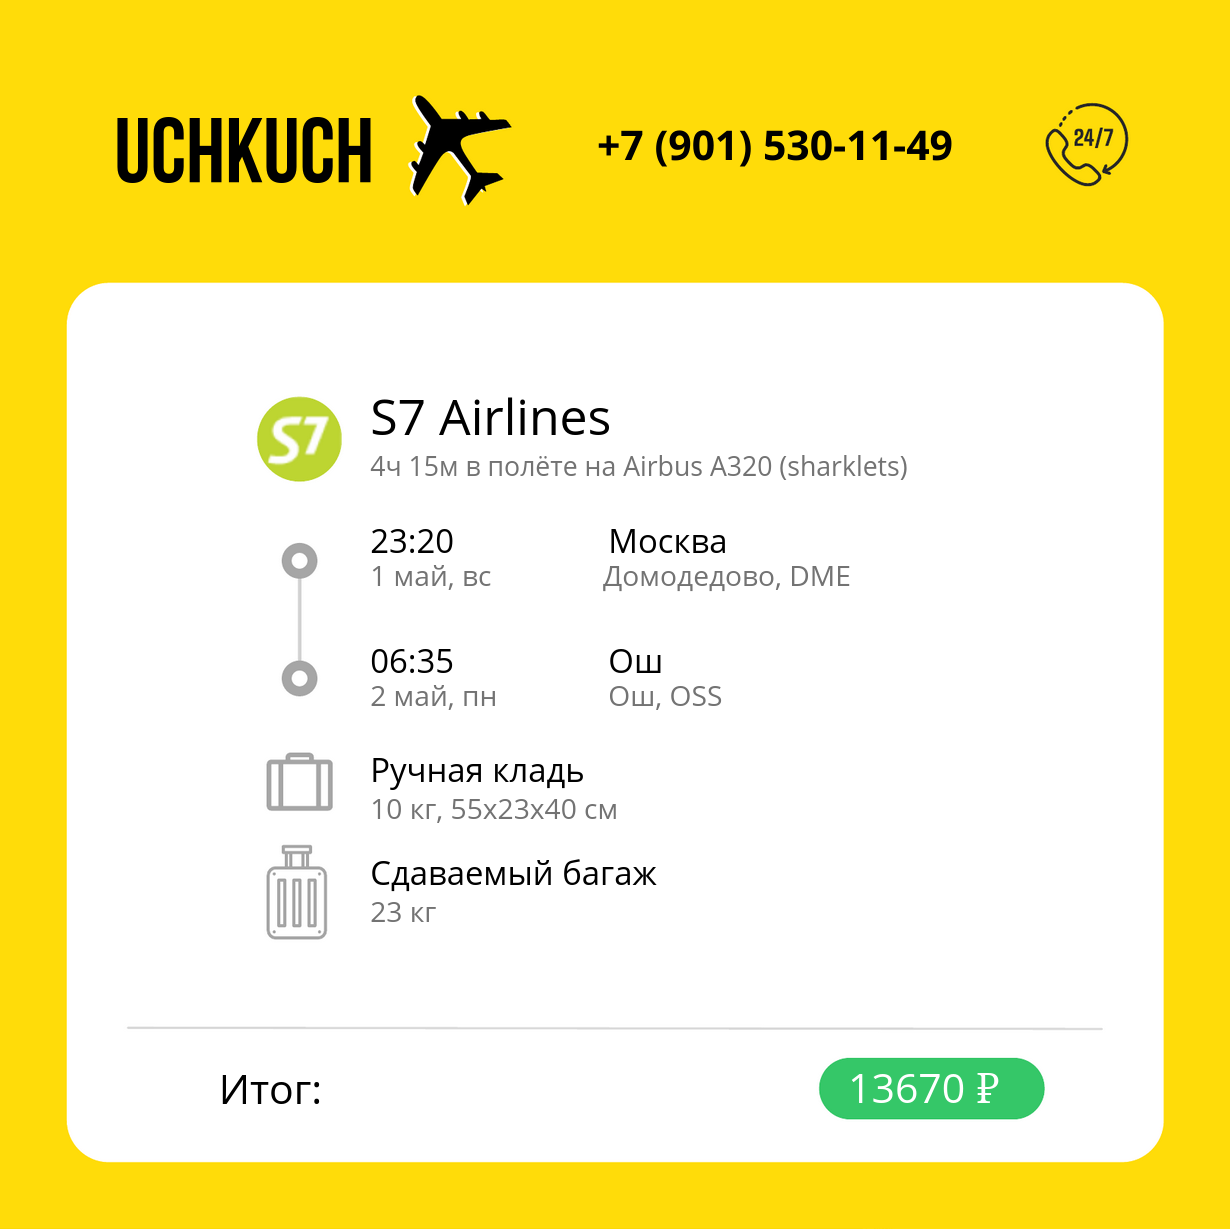 UCHKUCH
+7 (901) 530-11-49
24/7
S7
S7 Airlines
4ч 15м в полёте на Airbus A320 (sharklets)
23:20 Москва
1 май, вс Домодедово, DME
06:35 Ош
2 май, пн Ош, OSS
Ручная кладь
10 кг, 55x23x40 см
Сдаваемый багаж
23 кг
Итог: 13670 ₽